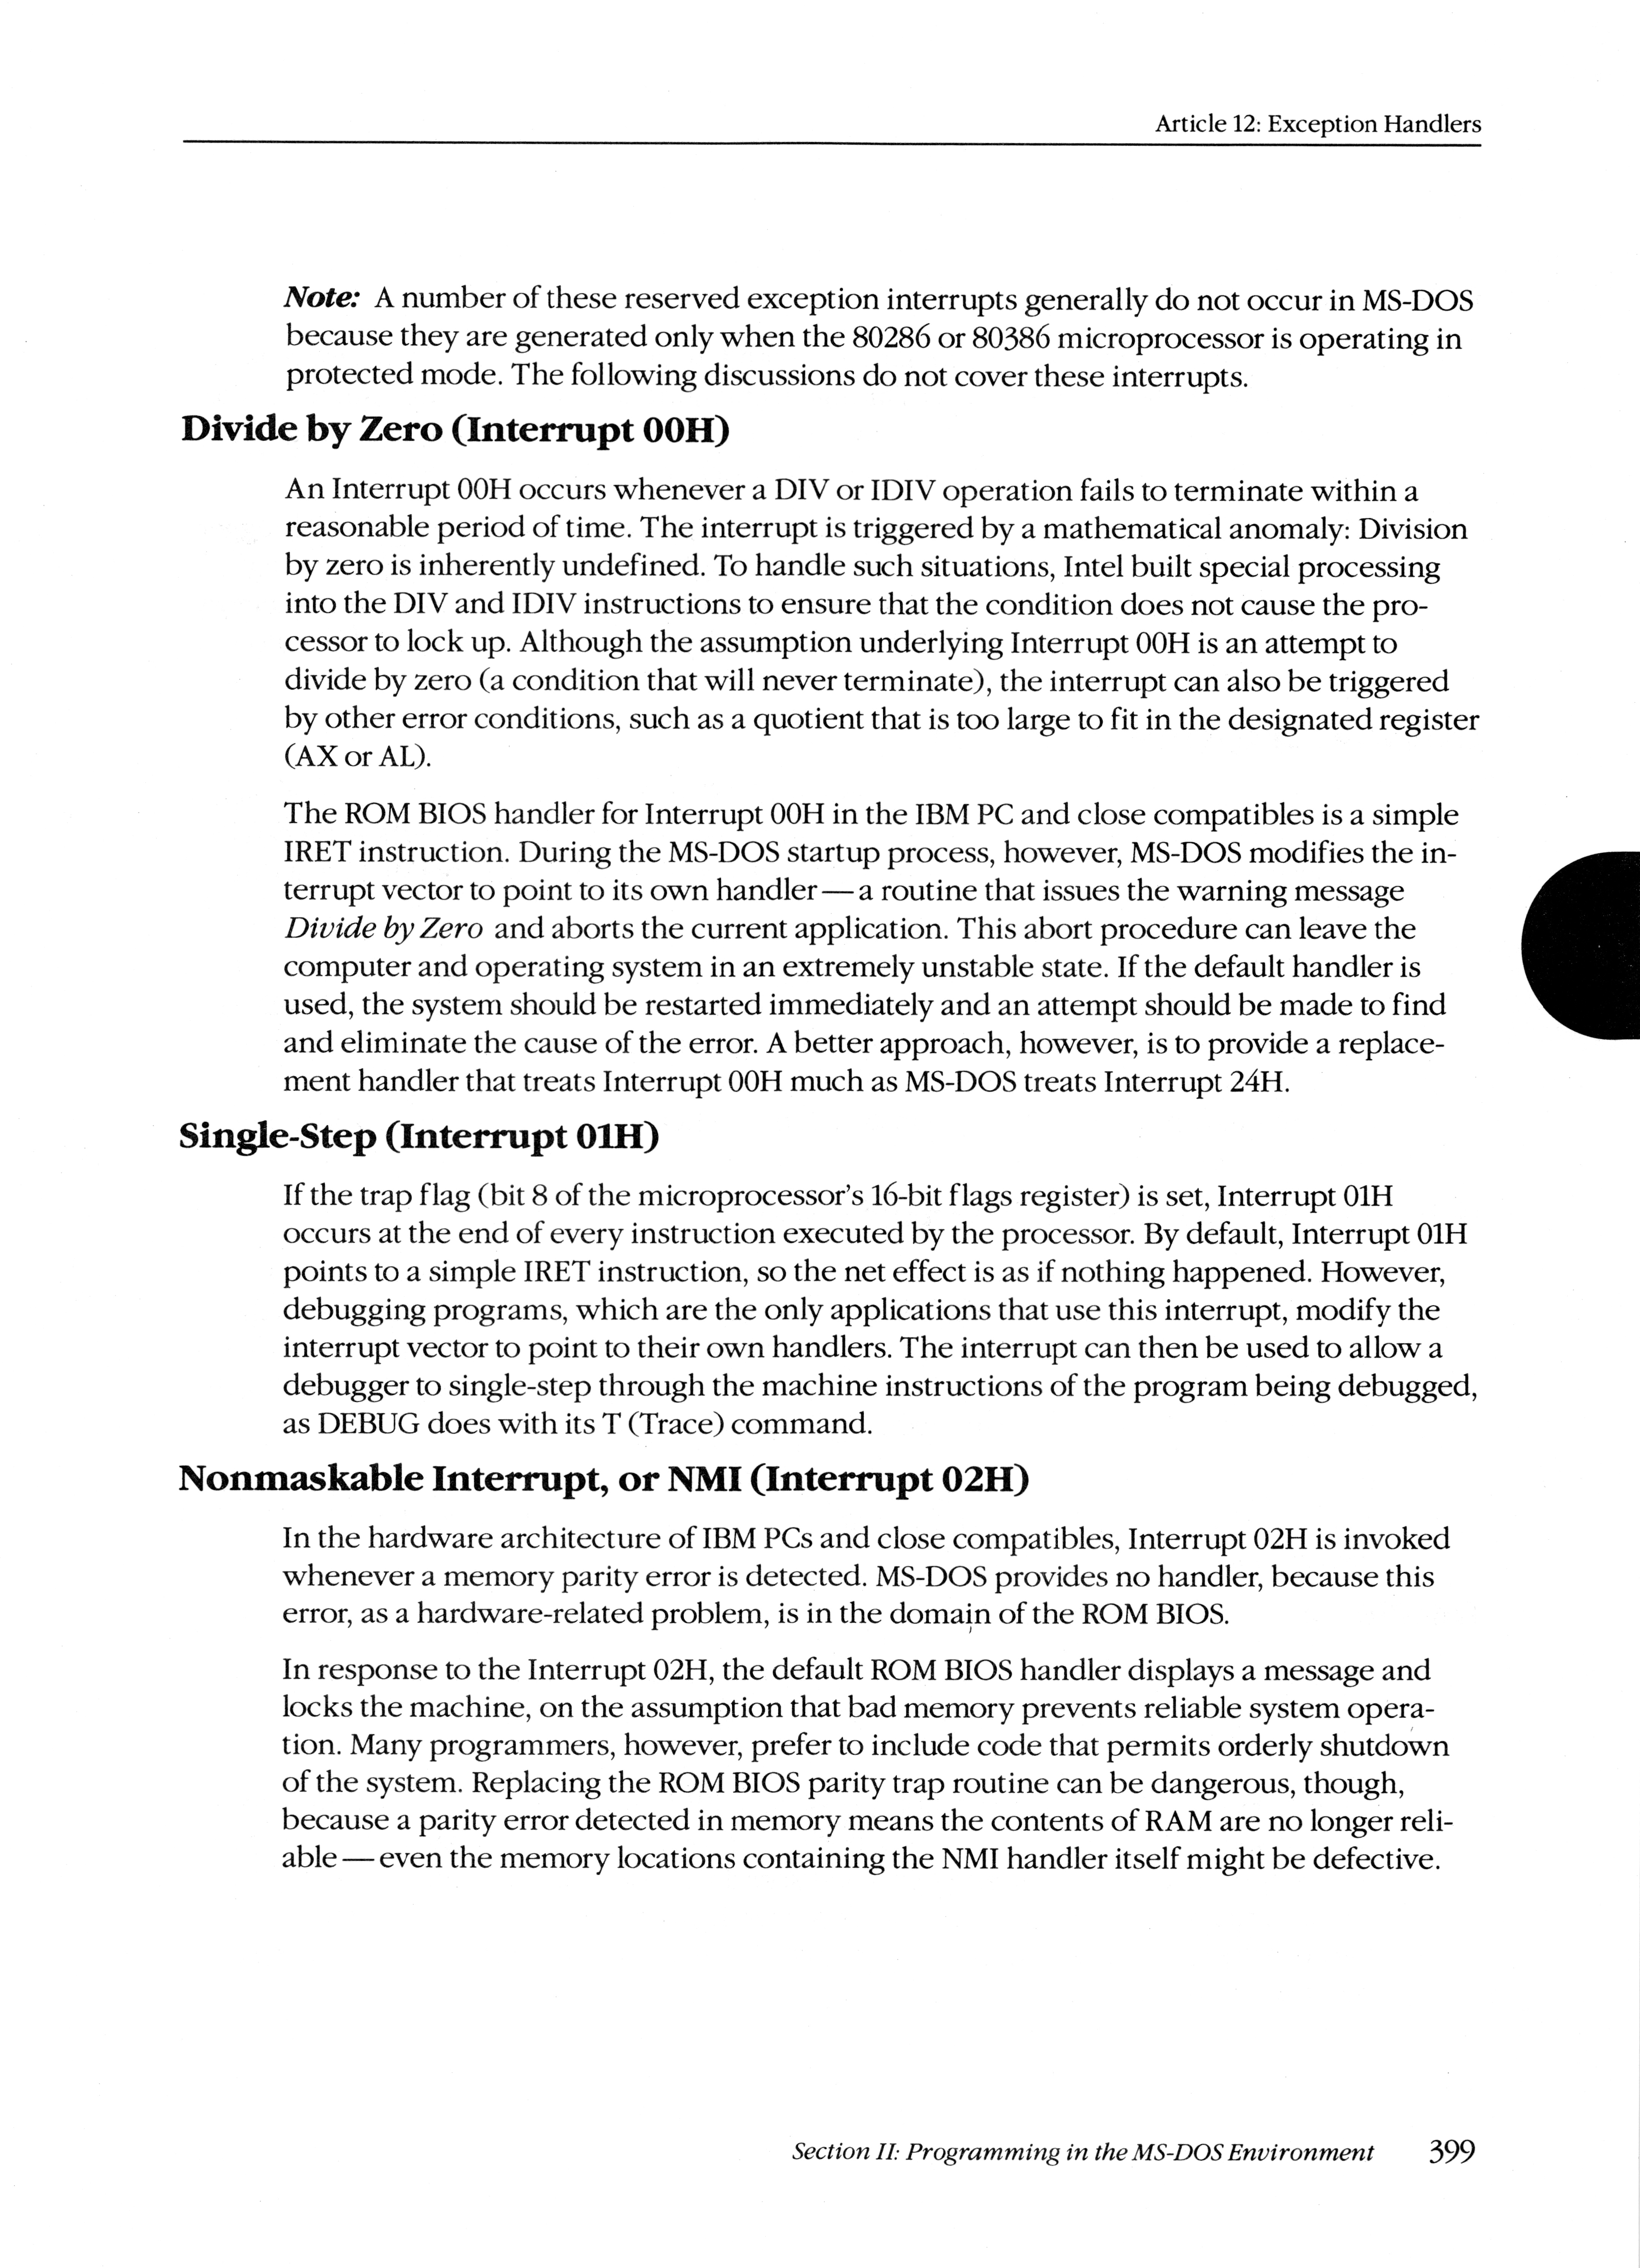 Article 12: Exception Handlers
Note: A number of these reserved exception interrupts generally do not occur in MS-DOS
because they are generated only when the 80286 or 80386 microprocessor is operating in
protected mode. The following discussions do not cover these interrupts.
Divide by Zero (Interrupt 00H)
An Interrupt 00H occurs whenever a DIV or IDIV operation fails to terminate within a
reasonable period of time. The interrupt is triggered by a mathematical anomaly: Division
by zero is inherently undefined. To handle such situations, Intel built special processing
into the DIV and IDIV instructions to ensure that the condition does not cause the pro-
cessor to lock up. Although the assumption underlying Interrupt 00H is an attempt to
divide by zero (a condition that will never terminate), the interrupt can also be triggered
by other error conditions, such as a quotient that is too large to fit in the designated register
(AX or AL).
The ROM BIOS handler for Interrupt 00H in the IBM PC and close compatibles is a simple
IRET instruction. During the MS-DOS startup process, however, MS-DOS modifies the in-
terrupt vector to point to its own handler — a routine that issues the warning message
Divide by Zero and aborts the current application. This abort procedure can leave the
computer and operating system in an extremely unstable state. If the default handler is
used, the system should be restarted immediately and an attempt should be made to find
and eliminate the cause of the error. A better approach, however, is to provide a replace-
ment handler that treats Interrupt 00H much as MS-DOS treats Interrupt 24H.
Single-Step (Interrupt 01H)
If the trap flag (bit 8 of the microprocessor's 16-bit flags register) is set, Interrupt 01H
occurs at the end of every instruction executed by the processor. By default, Interrupt 01H
points to a simple IRET instruction, so the net effect is as if nothing happened. However,
debugging programs, which are the only applications that use this interrupt, modify the
interrupt vector to point to their own handlers. The interrupt can then be used to allow a
debugger to single-step through the machine instructions of the program being debugged,
as DEBUG does with its T (Trace) command.
Nonmaskable Interrupt, or NMI (Interrupt 02H)
In the hardware architecture of IBM PCs and close compatibles, Interrupt 02H is invoked
whenever a memory parity error is detected. MS-DOS provides no handler, because this
error, as a hardware-related problem, is in the domain of the ROM BIOS.
In response to the Interrupt 02H, the default ROM BIOS handler displays a message and
locks the machine, on the assumption that bad memory prevents reliable system opera-
tion. Many programmers, however, prefer to include code that permits orderly shutdown
of the system. Replacing the ROM BIOS parity trap routine can be dangerous, though,
because a parity error detected in memory means the contents of RAM are no longer reli-
able — even the memory locations containing the NMI handler itself might be defective.
Section II: Programming in the MS-DOS Environment 399